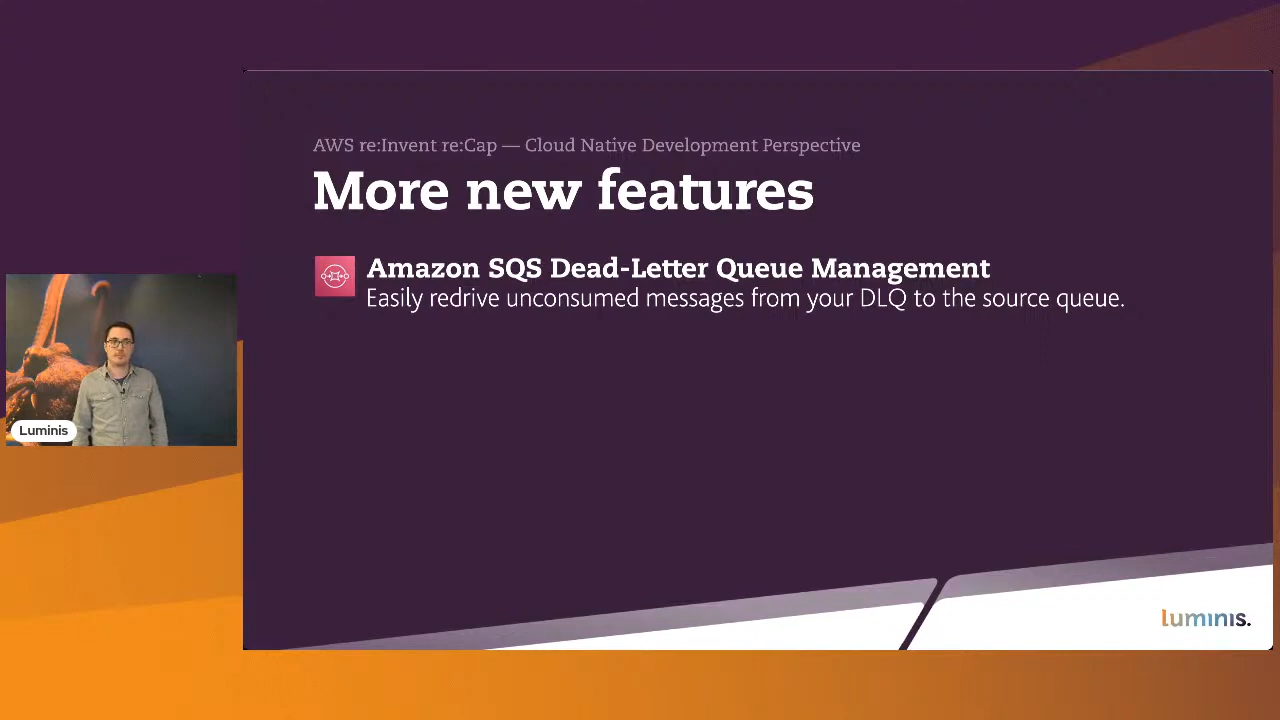 AWS re:Invent re:Cap — Cloud Native Development Perspective
More new features
Amazon SQS Dead-Letter Queue Management
Easily redrive unconsumed messages from your DLQ to the source queue.
Luminis
luminis.